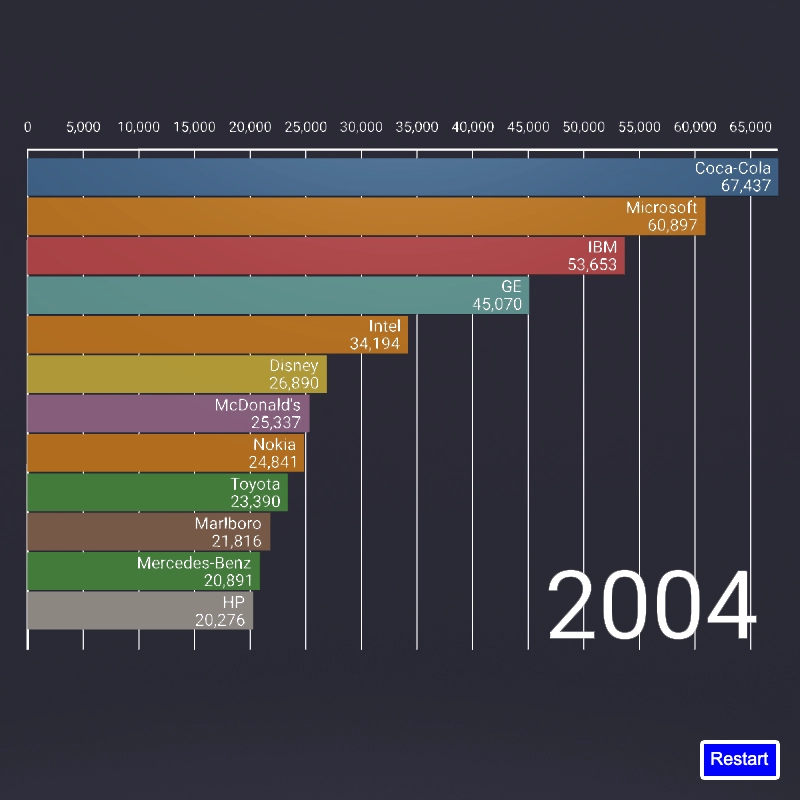 0 5,000 10,000 15,000 20,000 25,000 30,000 35,000 40,000 45,000 50,000 55,000 60,000 65,000
Coca-Cola
67,437
Microsoft
60,897
IBM
53,653
GE
45,070
Intel
34,194
Disney
26,890
McDonald's
25,337
Nokia
24,841
Toyota
23,390
Marlboro
21,816
Mercedes-Benz
20,891
HP
20,276
2004
Restart